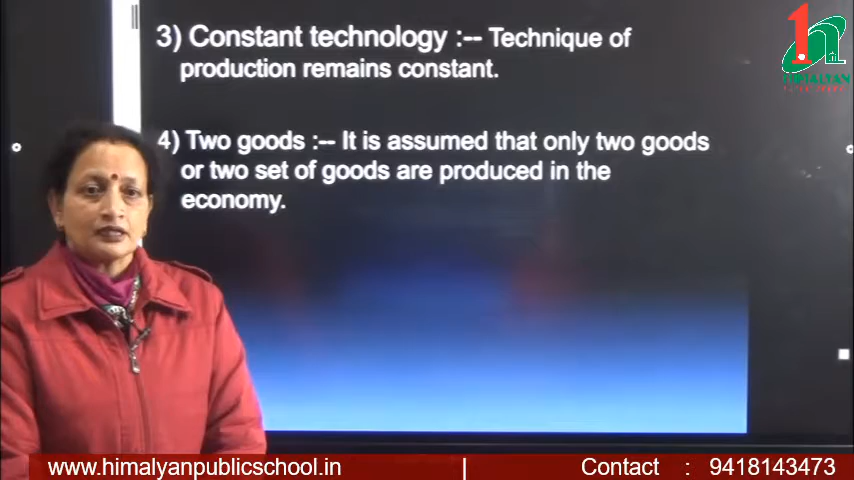 3) Constant technology :-- Technique of
production remains constant.
4) Two goods :-- It is assumed that only two goods
or two set of goods are produced in the
economy.
HIMALYAN
www.himalyanpublicschool.in | Contact : 9418143473